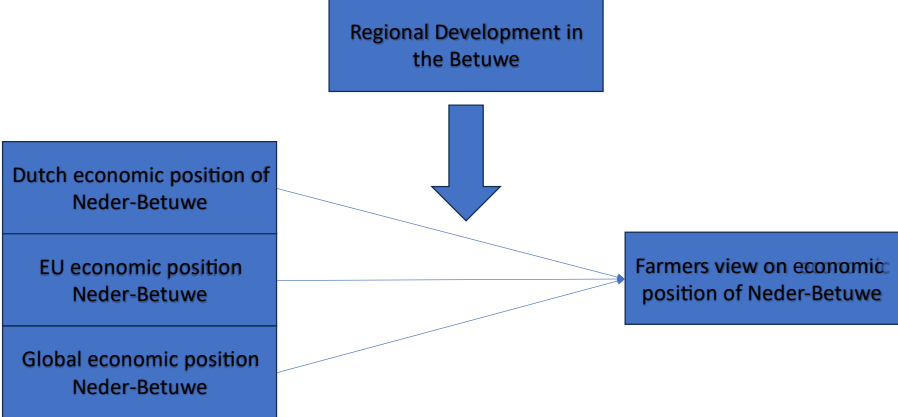 Regional Development in
the Betuwe
Dutch economic position of
Neder-Betuwe
EU economic position
Neder-Betuwe
Global economic position
Neder-Betuwe
Farmers view on economic
position of Neder-Betuwe